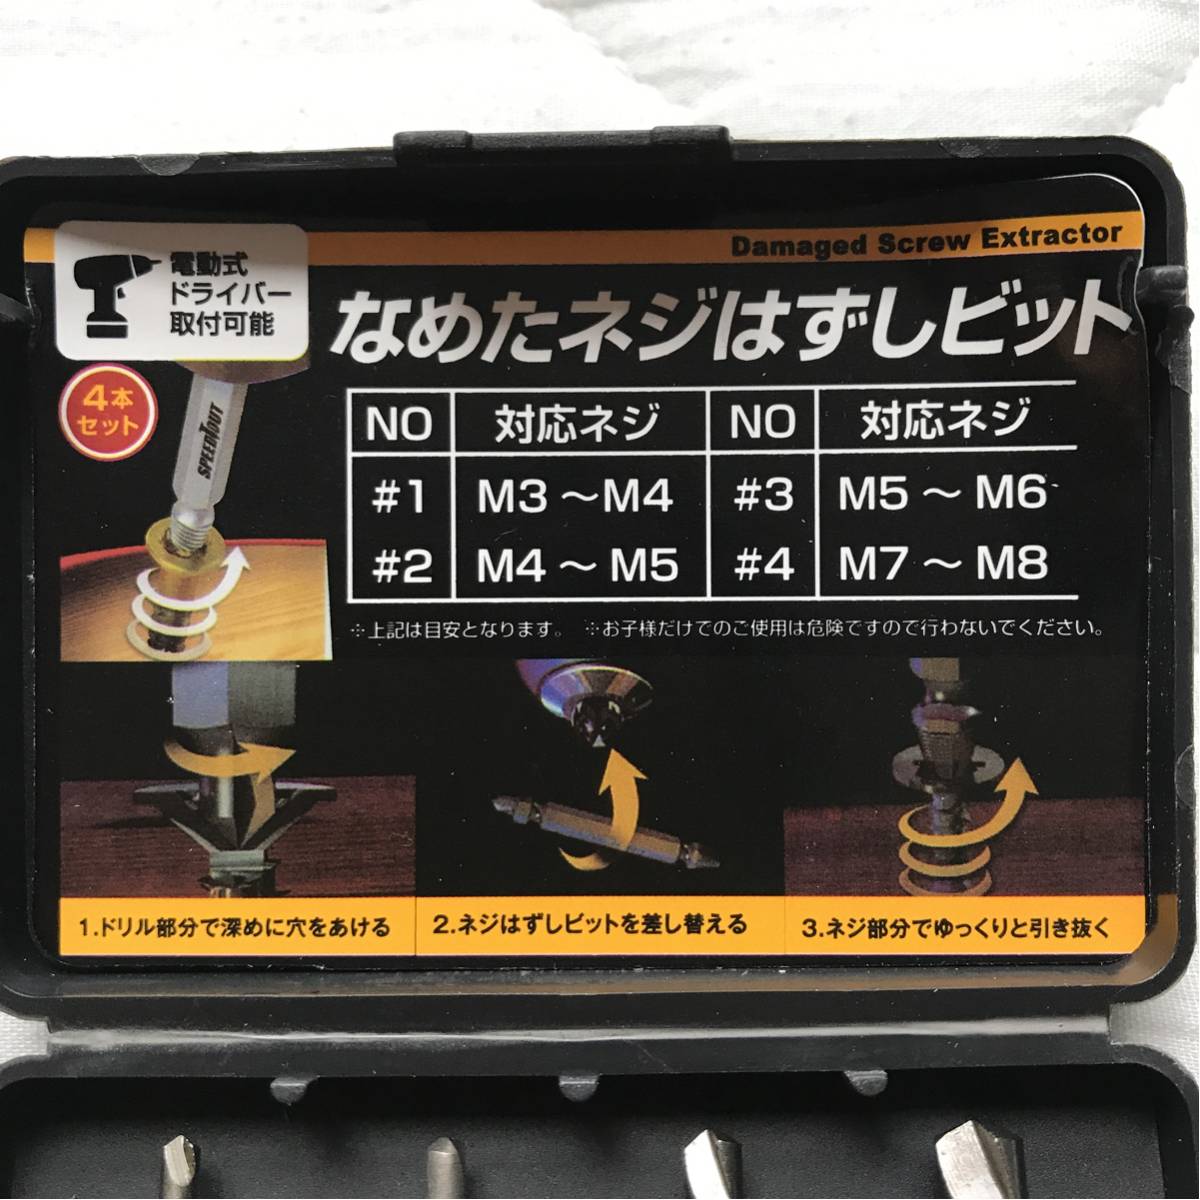 Damaged Screw Extractor
電動式
ドライバー
取付可能
なめたネジはずしビット
4本
セット
SPEEDOUT
NO 対応ネジ NO 対応ネジ
#1 M3～M4 #3 M5～M6
#2 M4～M5 #4 M7～M8
※上記は目安となります。 ※お子様だけでのご使用は危険ですので行わないでください。
1.ドリル部分で深めに穴をあける
2.ネジはずしビットを差し替える
3.ネジ部分でゆっくりと引き抜く